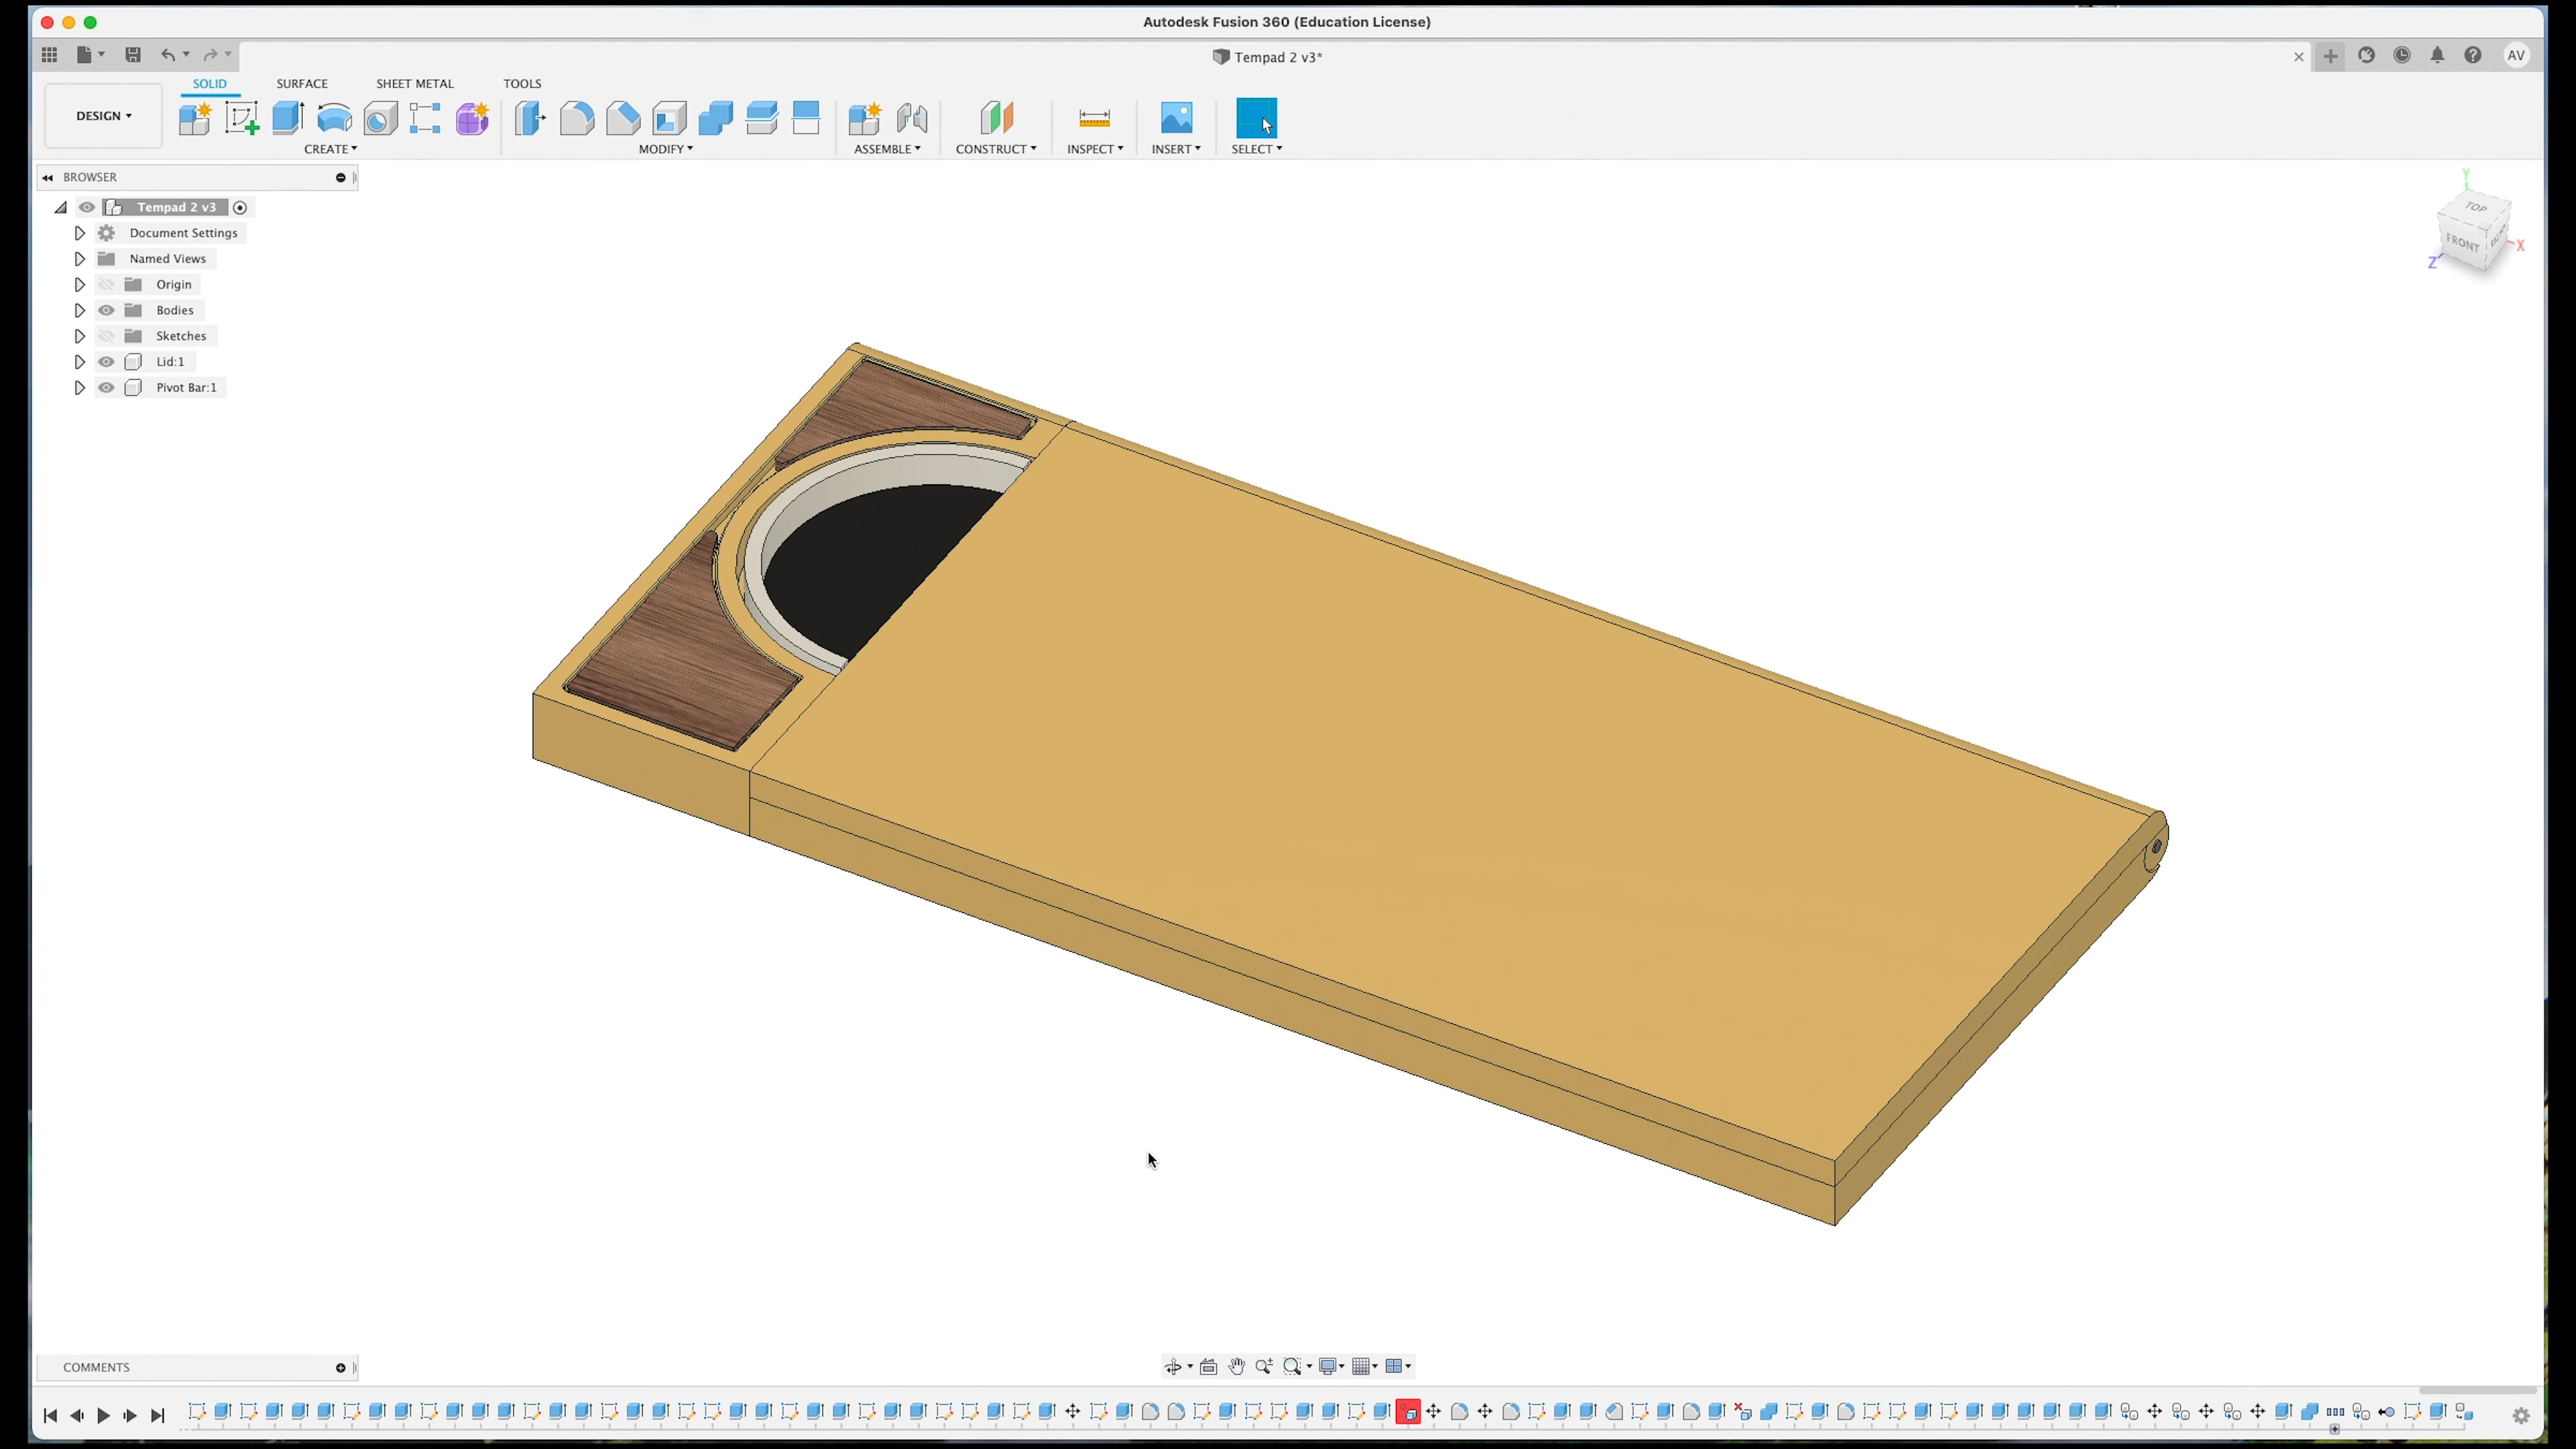 Autodesk Fusion 360 (Education License)
Tempad 2 v3*
AV
SOLID SURFACE SHEET METAL TOOLS
DESIGN
CREATE MODIFY ASSEMBLE CONSTRUCT INSPECT INSERT SELECT
BROWSER
Tempad 2 v3
Document Settings
Named Views
Origin
Bodies
Sketches
Lid:1
Pivot Bar:1
Y
TOP
FRONT
X
Z
COMMENTS